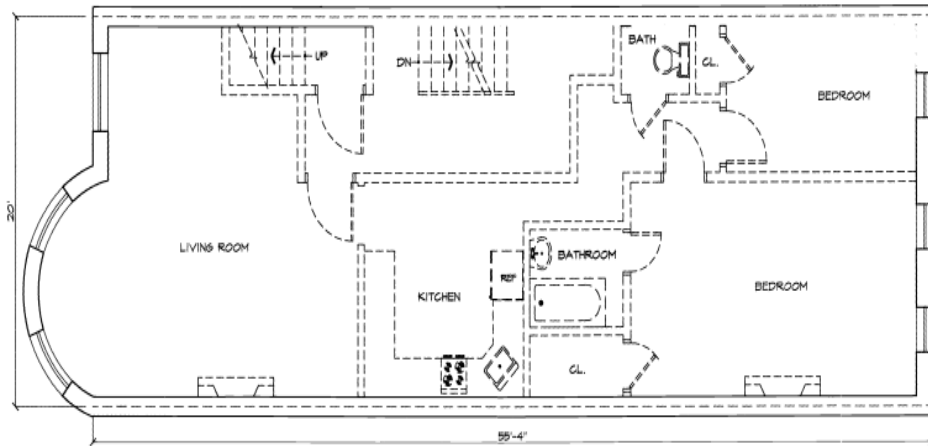 BATH
UP
DN
CL.
BEDROOM
20'
LIVING ROOM
BATHROOM
REF
KITCHEN
BEDROOM
CL.
55'-4"